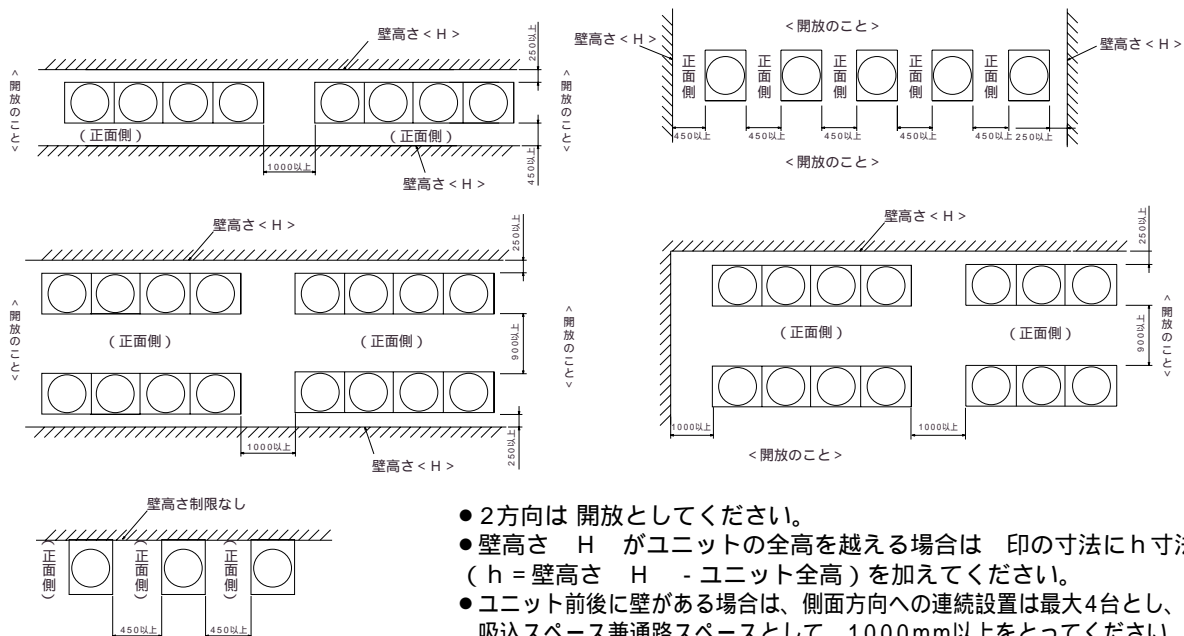 壁高さ<H>
250以上
<開放のこと>
<開放のこと>
(正面側)
(正面側)
1000以上
450以上
壁高さ<H>
<開放のこと>
壁高さ<H>
壁高さ<H>
正面側
正面側
正面側
正面側
正面側
450以上
450以上
450以上
450以上
450以上
250以上
<開放のこと>
壁高さ<H>
250以上
<開放のこと>
<開放のこと>
(正面側)
(正面側)
900以上
1000以上
250以上
壁高さ<H>
壁高さ<H>
250以上
(正面側)
(正面側)
900以上
<開放のこと>
1000以上
1000以上
<開放のこと>
壁高さ制限なし
(正面側)
(正面側)
(正面側)
450以上
450以上
●2方向は 開放としてください。
●壁高さ H がユニットの全高を越える場合は 印の寸法にh寸法
(h=壁高さ H -ユニット全高)を加えてください。
●ユニット前後に壁がある場合は、側面方向への連続設置は最大4台とし、
吸込スペース兼通路スペースとして 1000mm以上をとってください